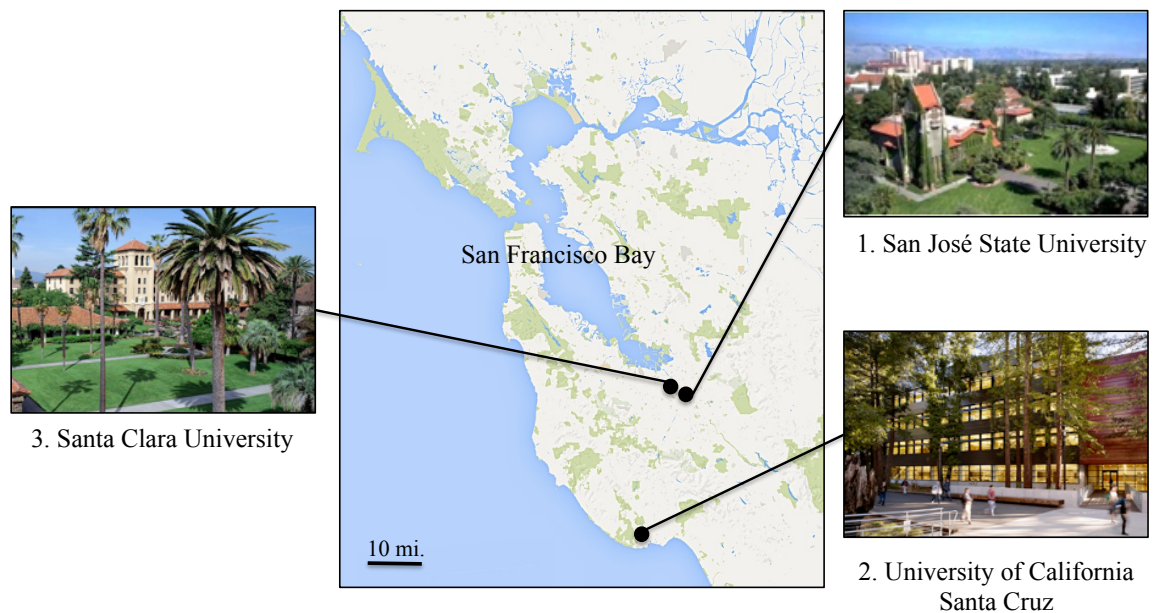 San Francisco Bay
10 mi.
1. San José State University
2. University of California
Santa Cruz
3. Santa Clara University